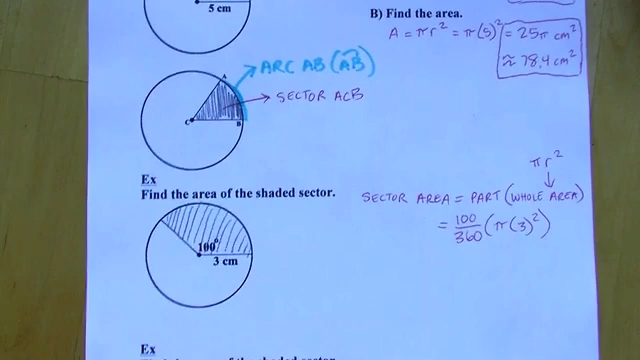 5 cm
B) Find the area.
A = πr² = π(5)² = 25π cm²
≈ 78.4 cm²
A
ARC AB (AB)
SECTOR ACB
C
B
Ex
Find the area of the shaded sector.
πr²
SECTOR AREA = PART (WHOLE AREA)
= 100/360 (π(3)²)
100°
3 cm
Ex